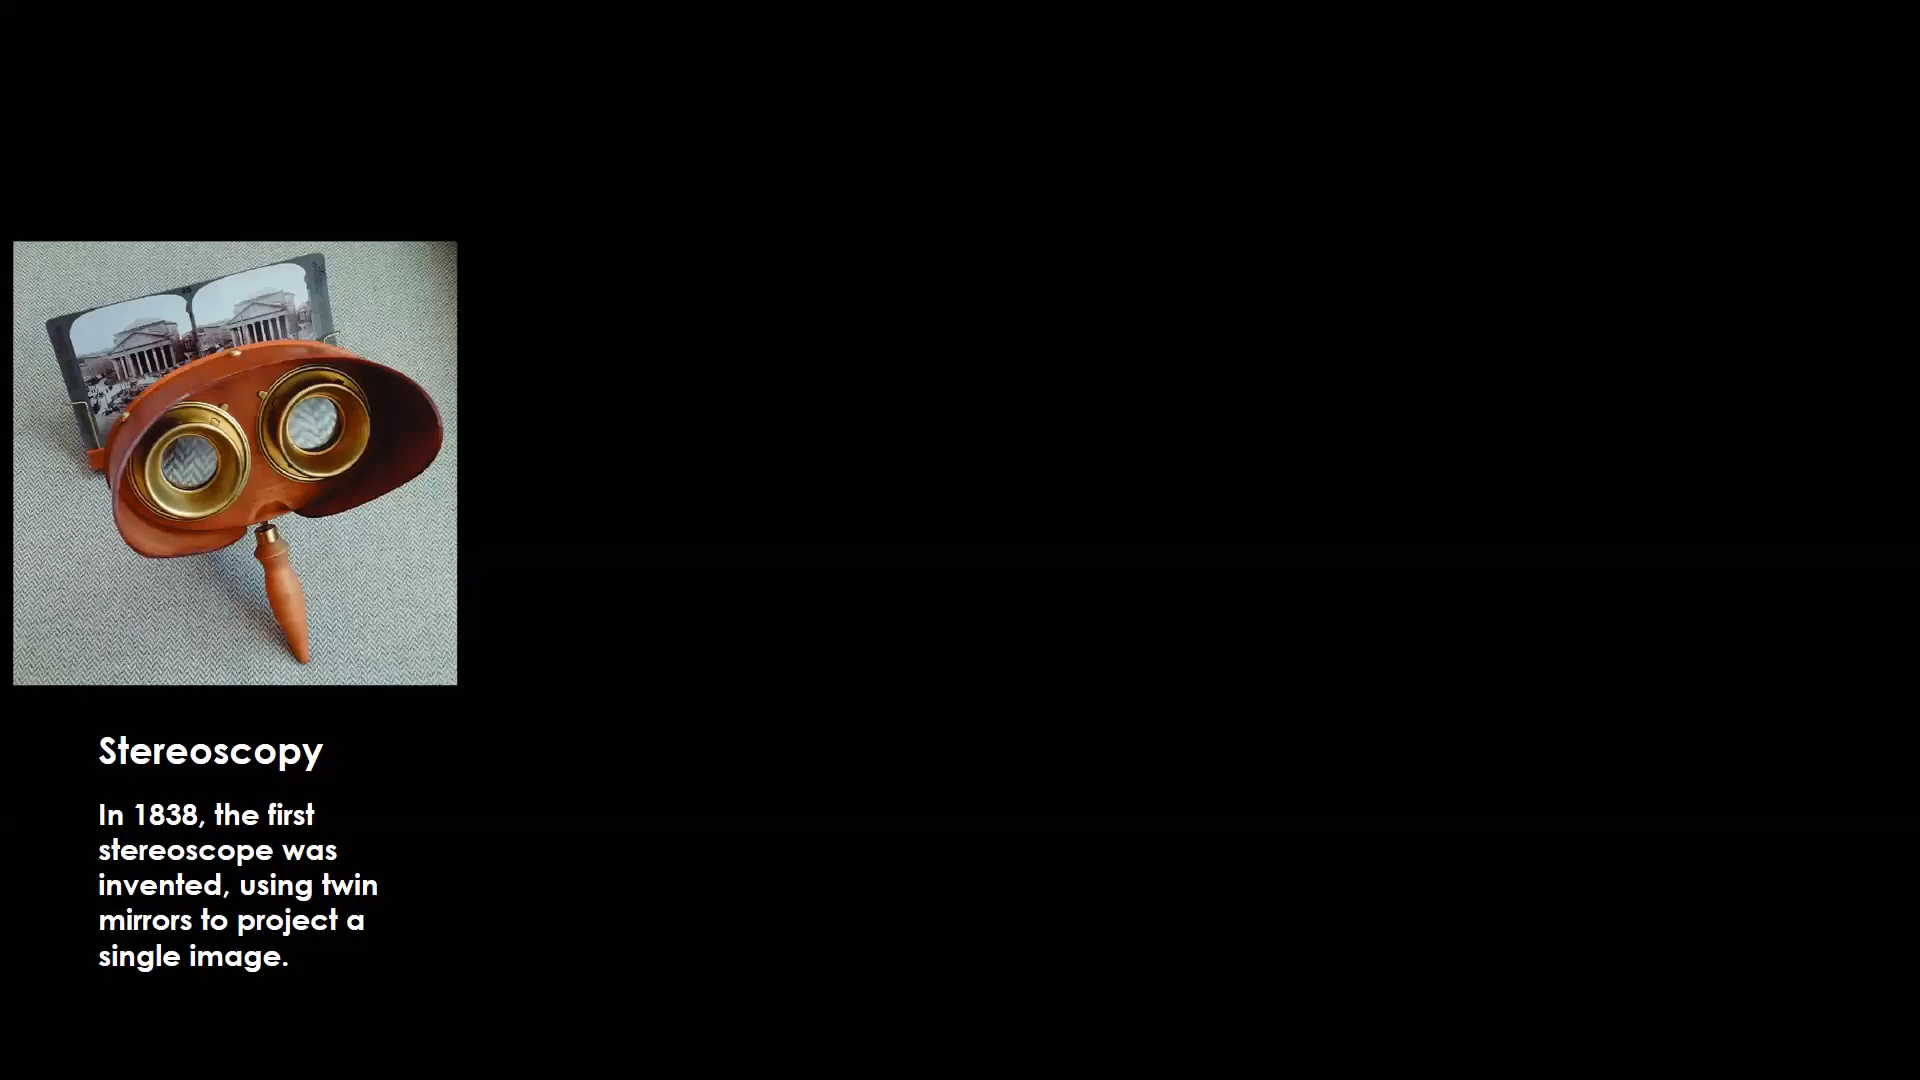 Stereoscopy
In 1838, the first
stereoscope was
invented, using twin
mirrors to project a
single image.